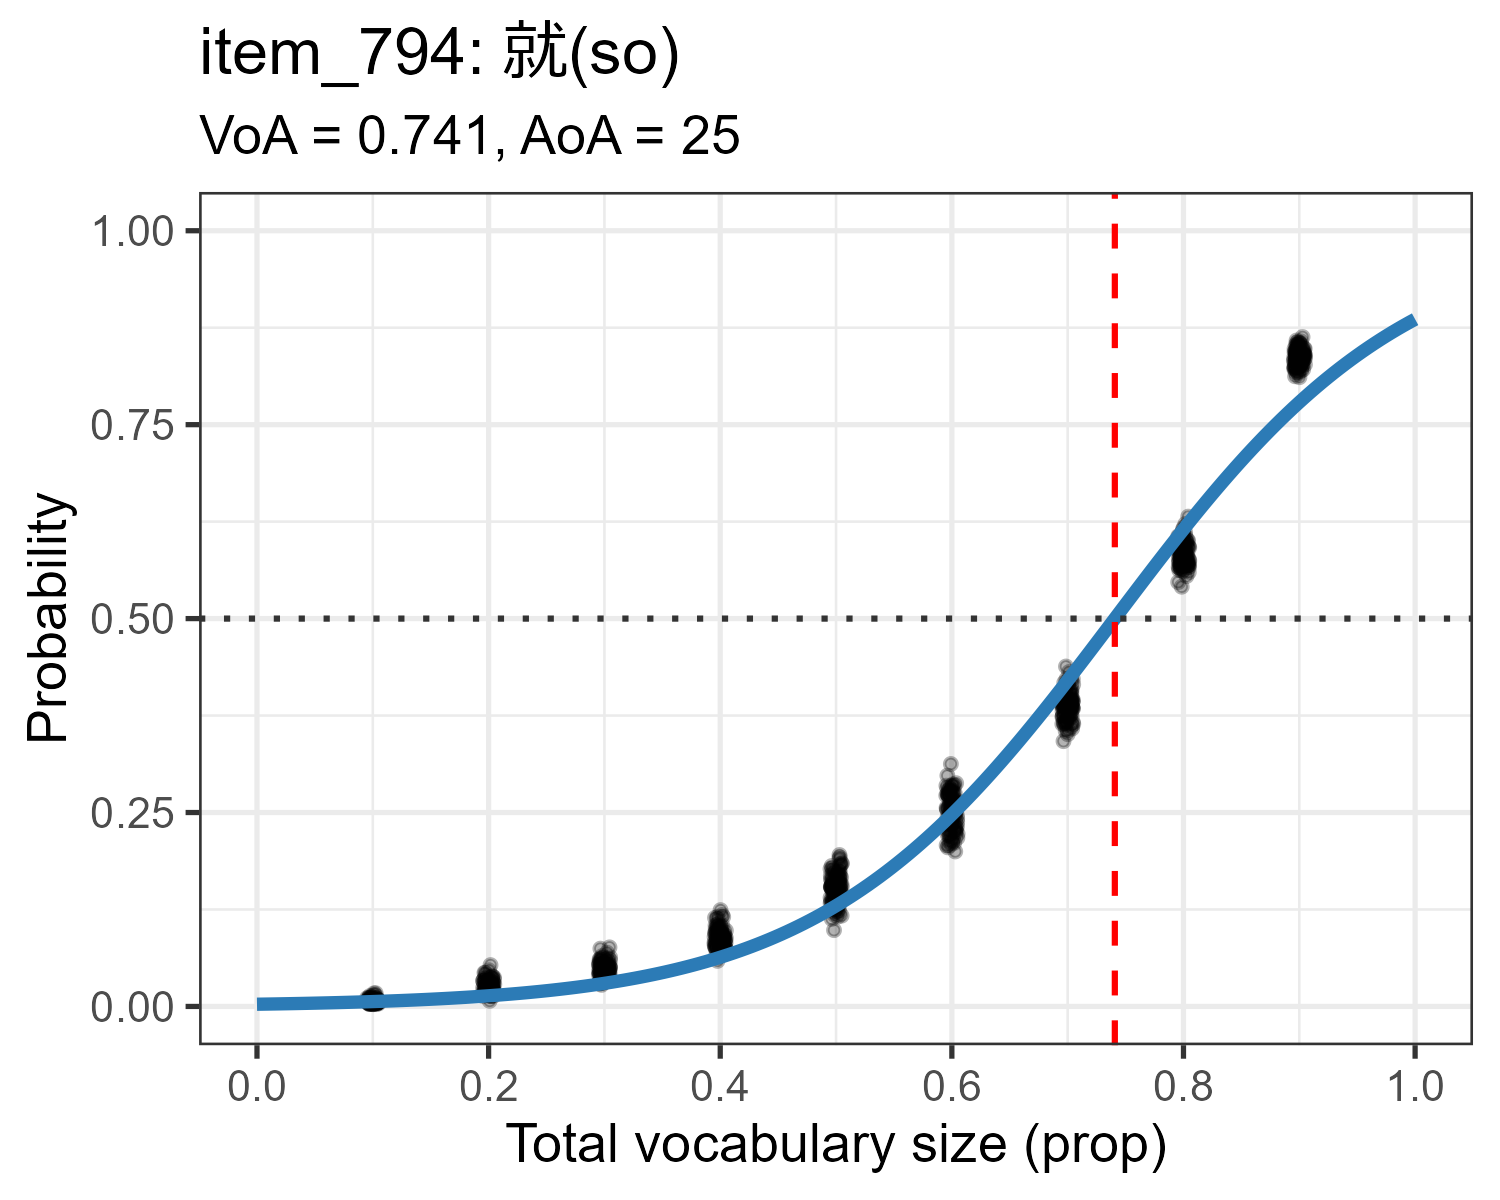 item_794: 就(so)
VoA = 0.741, AoA = 25
1.00
0.75
0.50
0.25
0.00
Probability
0.0 0.2 0.4 0.6 0.8 1.0
Total vocabulary size (prop)